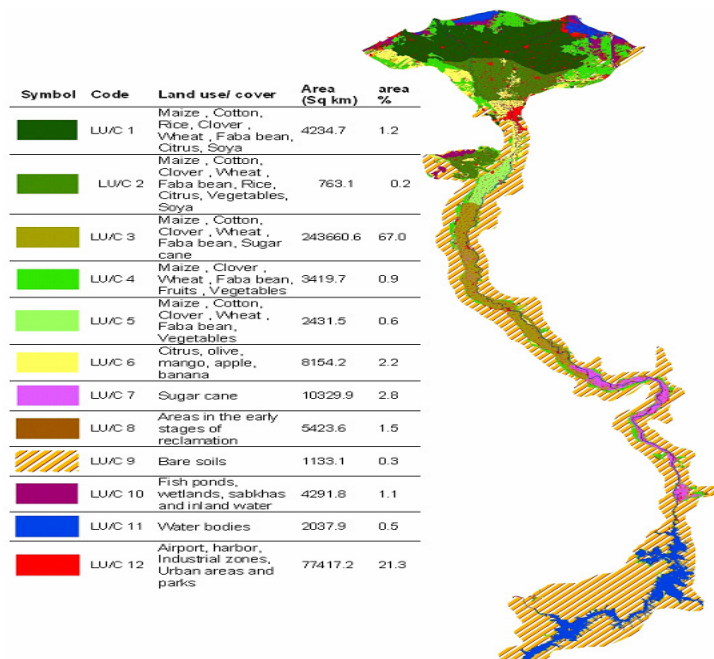 Symbol Code Land use/ cover Area (Sq km) area %
LU/C 1 Maize , Cotton, Rice, Clover , Wheat , Faba bean, Citrus, Soya 4234.7 1.2
LU/C 2 Maize , Cotton, Clover , Wheat , Faba bean, Rice, Citrus, Vegetables, Soya 763.1 0.2
LU/C 3 Maize , Cotton, Clover , Wheat , Faba bean, Sugar cane 243660.6 67.0
LU/C 4 Maize , Clover , Wheat , Faba bean, Fruits , Vegetables 3419.7 0.9
LU/C 5 Maize , Cotton, Clover , Wheat , Faba bean, Vegetables 2431.5 0.6
LU/C 6 Citrus, olive, mango, apple, banana 8154.2 2.2
LU/C 7 Sugar cane 10329.9 2.8
LU/C 8 Areas in the early stages of reclamation 5423.6 1.5
LU/C 9 Bare soils 1133.1 0.3
LU/C 10 Fish ponds, wetlands, sabkhas and inland water 4291.8 1.1
LU/C 11 Water bodies 2037.9 0.5
LU/C 12 Airport, harbor, Industrial zones, Urban areas and parks 77417.2 21.3